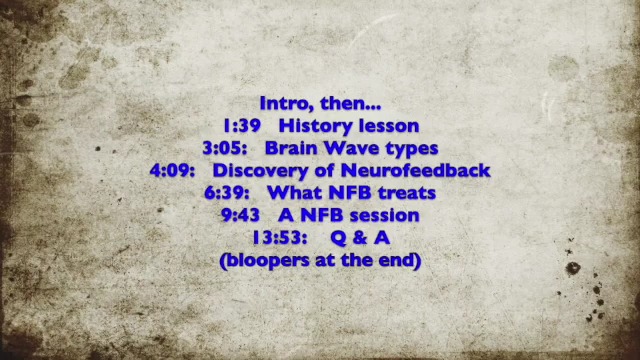 Intro, then...
1:39 History lesson
3:05: Brain Wave types
4:09: Discovery of Neurofeedback
6:39: What NFB treats
9:43 A NFB session
13:53: Q & A
(bloopers at the end)